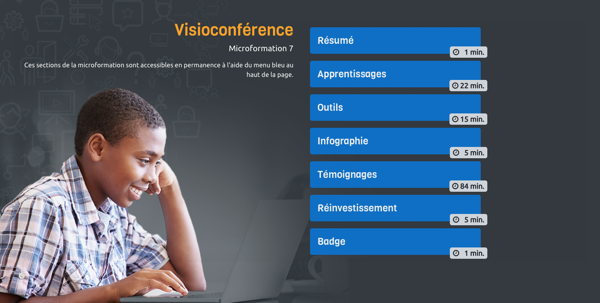 Visioconférence
Microformation 7
Ces sections de la microformation sont accessibles en permanence à l'aide du menu bleu au
haut de la page.
Résumé
1 min.
Apprentissages
22 min.
Outils
15 min.
Infographie
5 min.
Témoignages
84 min.
Réinvestissement
5 min.
Badge
1 min.